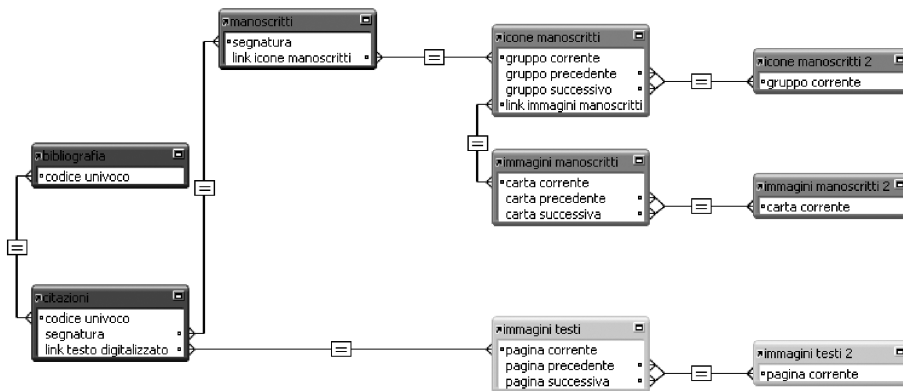 manoscritti
segnatura
link icone manoscritti
icone manoscritti
gruppo corrente
gruppo precedente
gruppo successivo
link immagini manoscritti
icone manoscritti 2
gruppo corrente
bibliografia
codice univoco
immagini manoscritti
carta corrente
carta precedente
carta successiva
immagini manoscritti 2
carta corrente
citazioni
codice univoco
segnatura
link testo digitalizzato
immagini testi
pagina corrente
pagina precedente
pagina successiva
immagini testi 2
pagina corrente